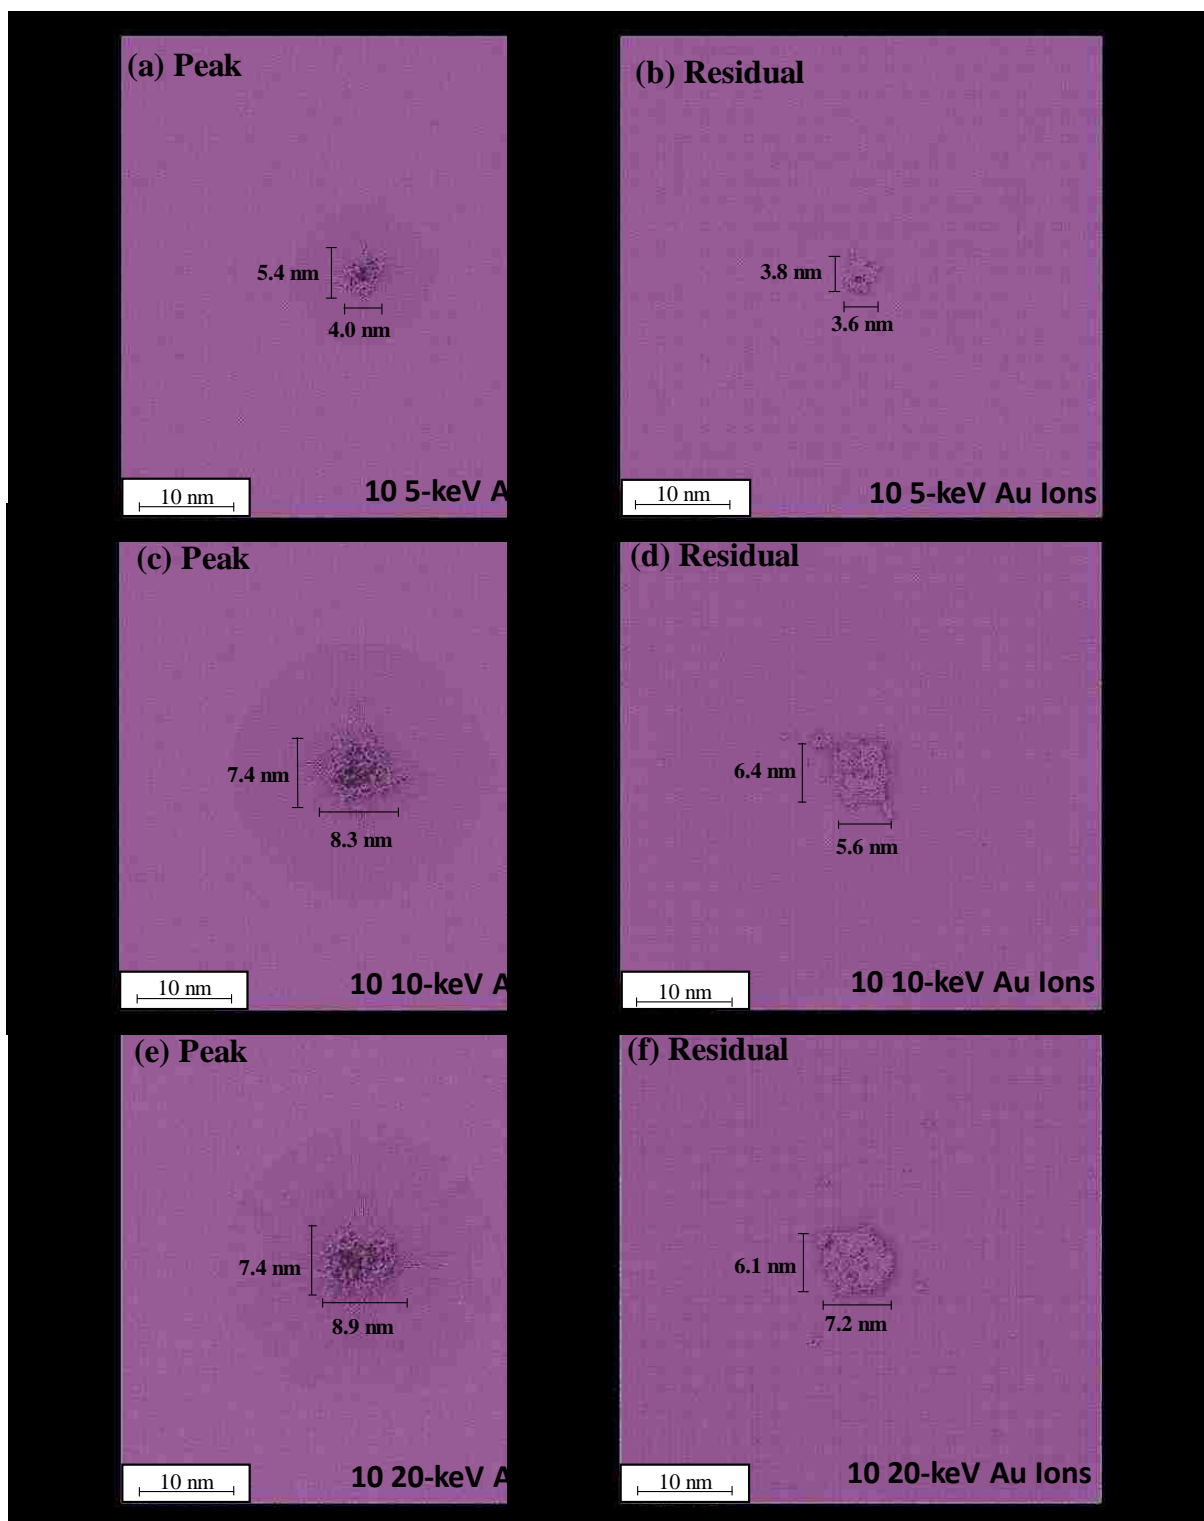 (a) Peak
5.4 nm
4.0 nm
10 nm
10 5-keV A
(b) Residual
3.8 nm
3.6 nm
10 nm
10 5-keV Au Ions
(c) Peak
7.4 nm
8.3 nm
10 nm
10 10-keV A
(d) Residual
6.4 nm
5.6 nm
10 nm
10 10-keV Au Ions
(e) Peak
7.4 nm
8.9 nm
10 nm
10 20-keV A
(f) Residual
6.1 nm
7.2 nm
10 nm
10 20-keV Au Ions